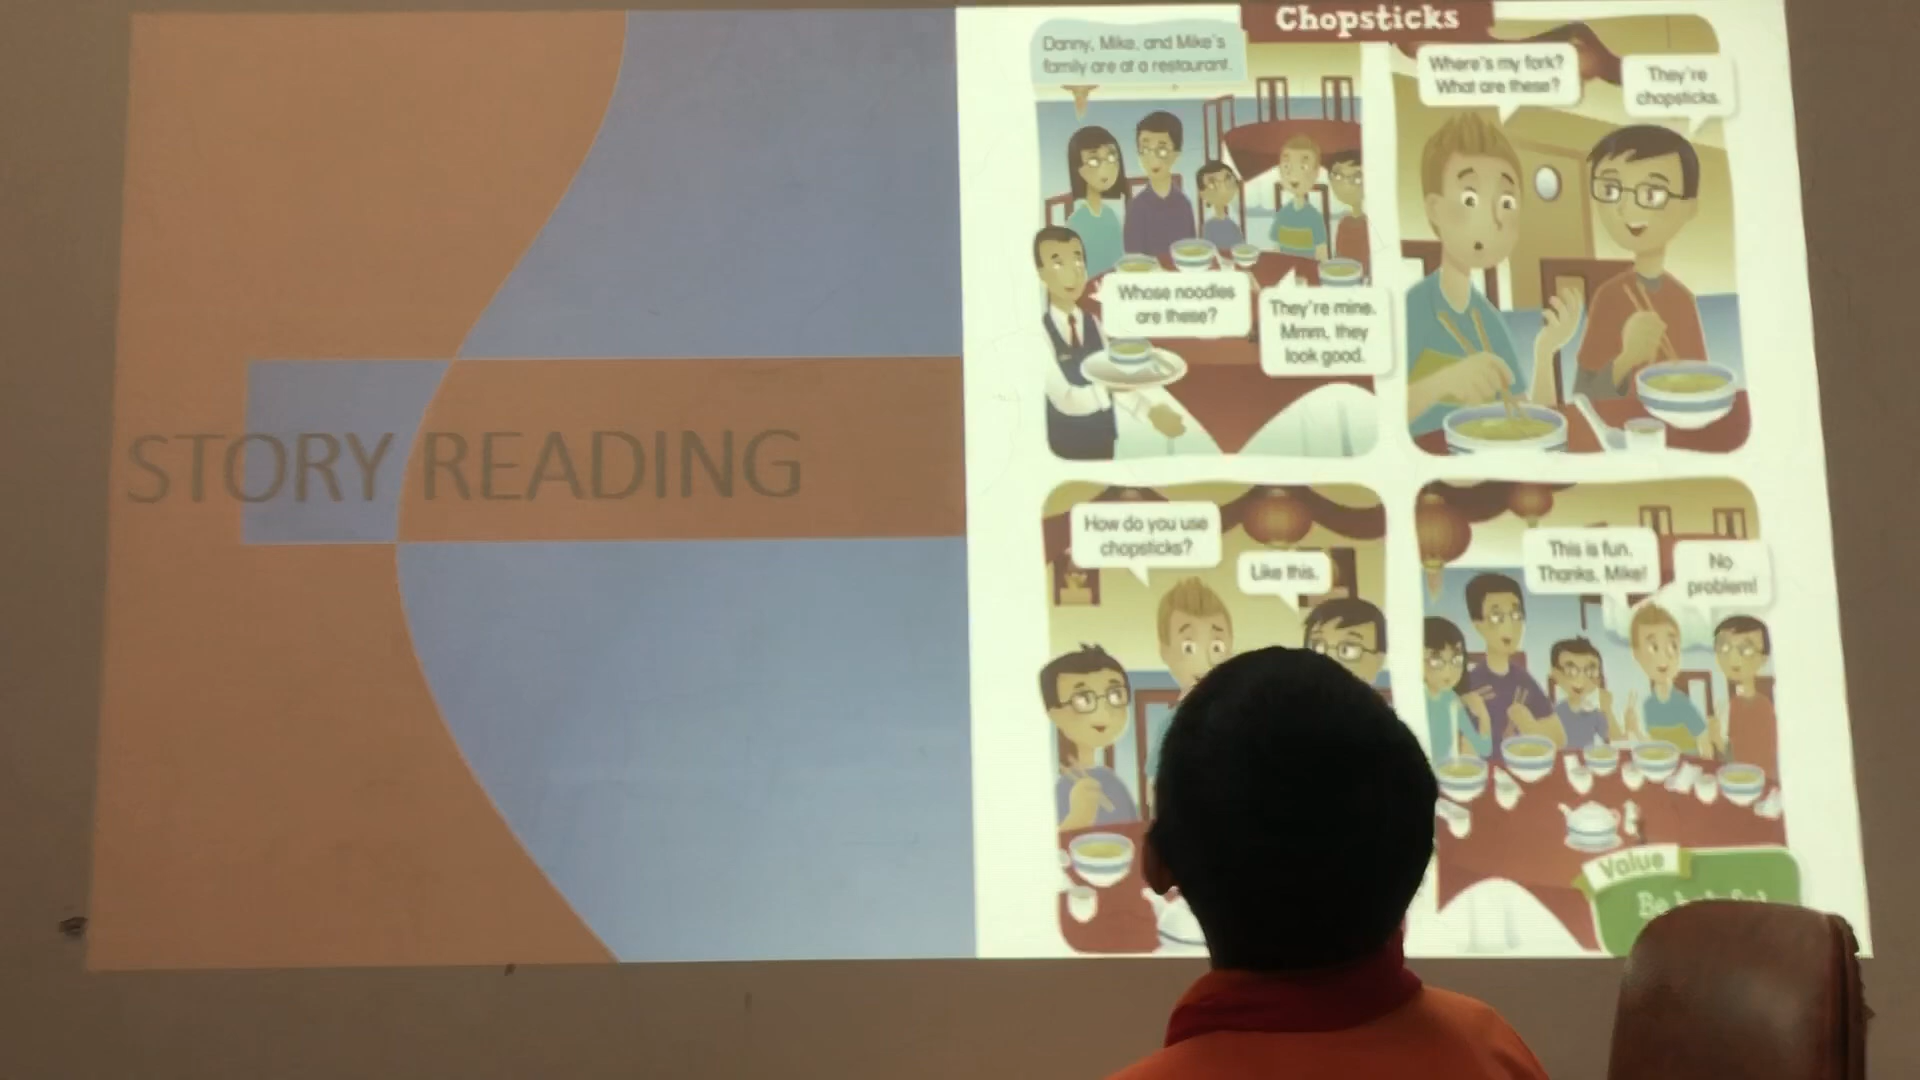 STORY READING
Chopsticks
Danny, Mike, and Mike's
family are at a restaurant.
Whose noodles
are these?
They're mine.
Mmm, they
look good.
Where's my fork?
What are these?
They're
chopsticks.
How do you use
chopsticks?
Like this.
This is fun.
Thanks, Mike!
No
problem!
Value
Be